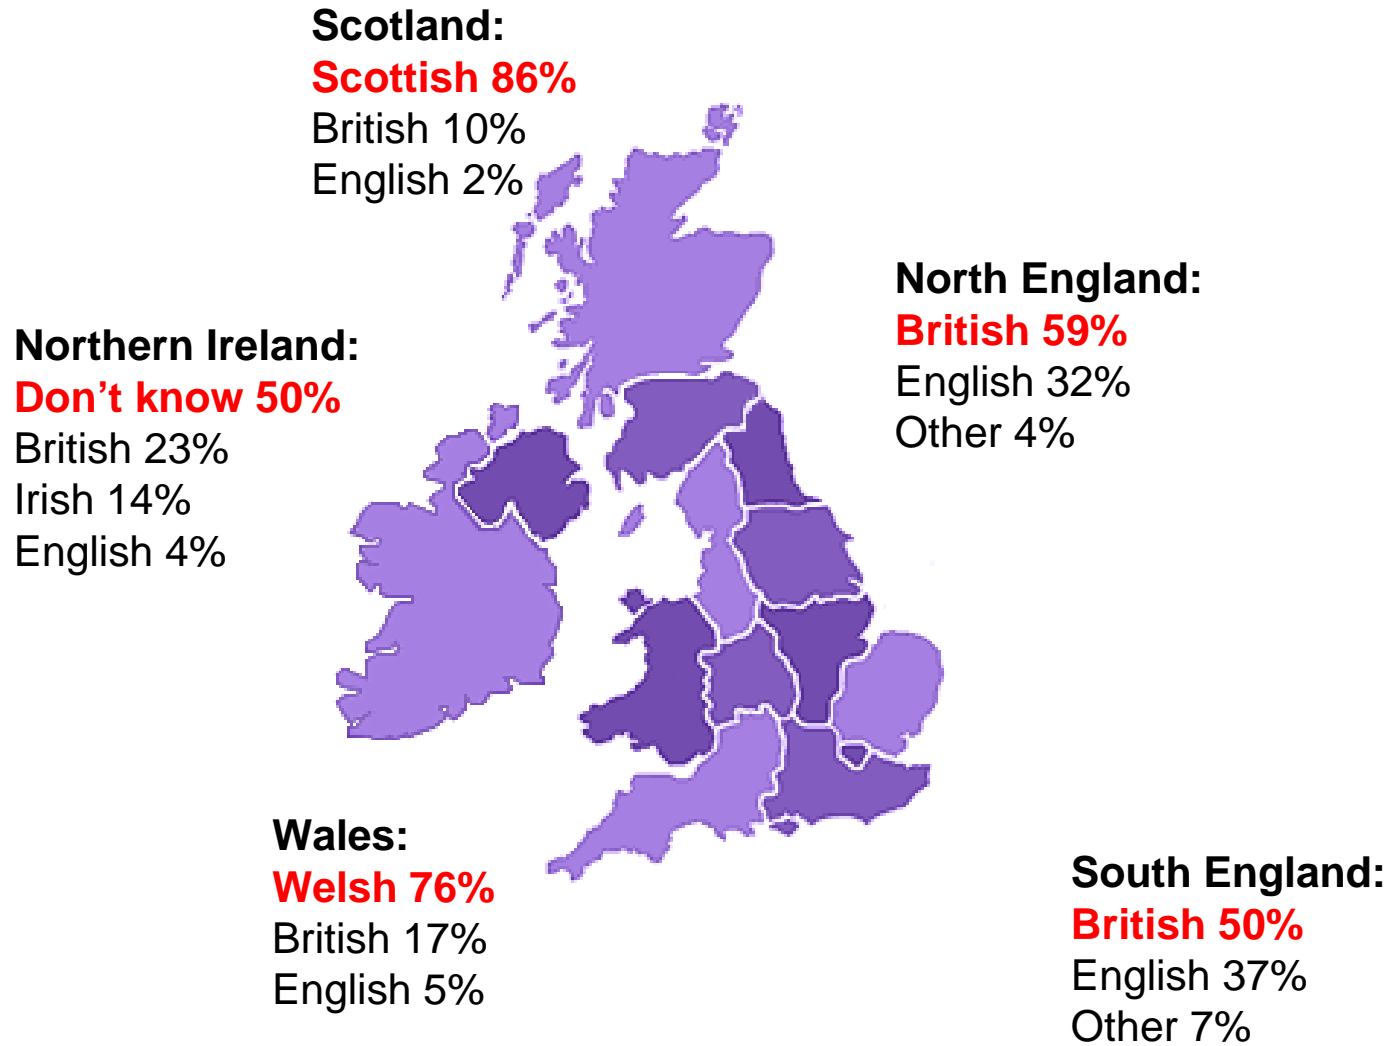 Scotland:
Scottish 86%
British 10%
English 2%
North England:
British 59%
English 32%
Other 4%
Northern Ireland:
Don’t know 50%
British 23%
Irish 14%
English 4%
Wales:
Welsh 76%
British 17%
English 5%
South England:
British 50%
English 37%
Other 7%